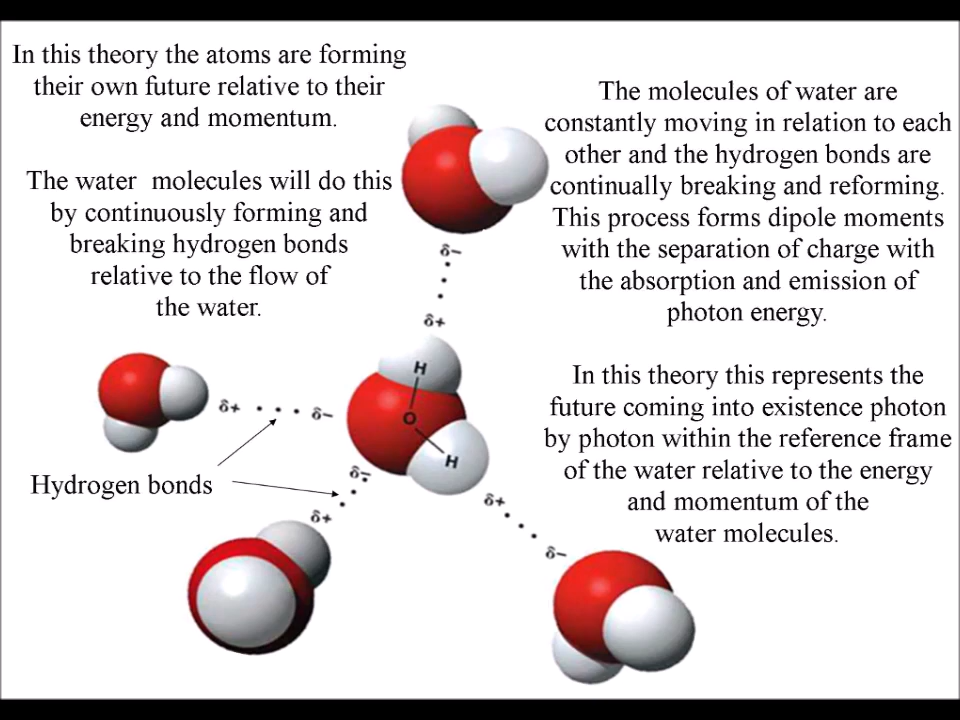 In this theory the atoms are forming
their own future relative to their
energy and momentum.
The water molecules will do this
by continuously forming and
breaking hydrogen bonds
relative to the flow of
the water.
The molecules of water are
constantly moving in relation to each
other and the hydrogen bonds are
continually breaking and reforming.
This process forms dipole moments
with the separation of charge with
the absorption and emission of
photon energy.
In this theory this represents the
future coming into existence photon
by photon within the reference frame
of the water relative to the energy
and momentum of the
water molecules.
δ−
δ+
H
O
H
δ+
δ−
δ−
δ+
δ+
δ−
Hydrogen bonds